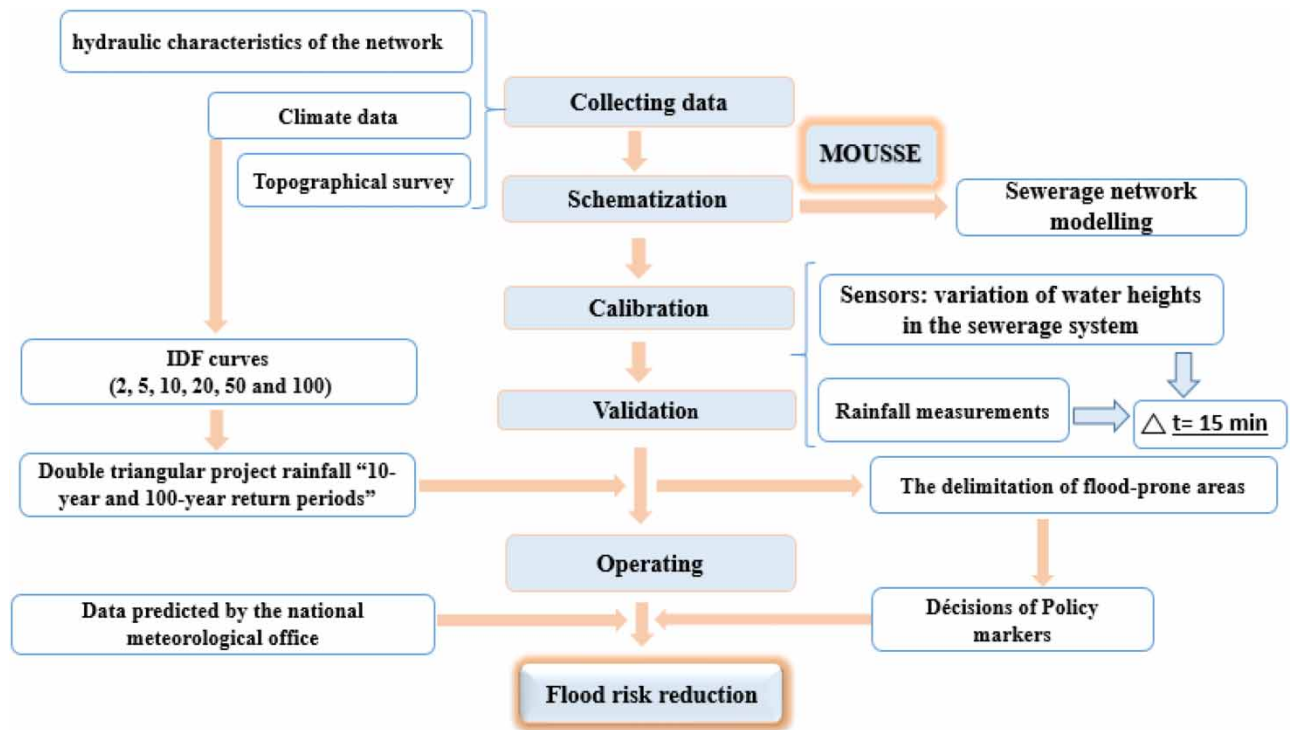 hydraulic characteristics of the network
Climate data
Topographical survey
Collecting data
MOUSSE
Schematization
Sewerage network
modelling
Calibration
Sensors: variation of water heights
in the sewerage system
IDF curves
(2, 5, 10, 20, 50 and 100)
Validation
Rainfall measurements
△ t= 15 min
Double triangular project rainfall “10-
year and 100-year return periods”
The delimitation of flood-prone areas
Operating
Data predicted by the national
meteorological office
Décisions of Policy
markers
Flood risk reduction